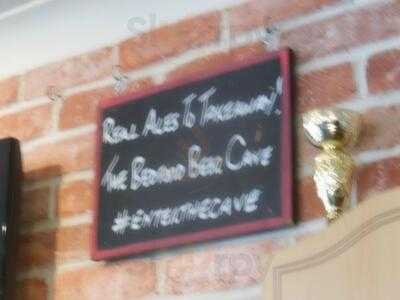 Real Ales To Takeaway!
The Beer Cave
#enterthecave